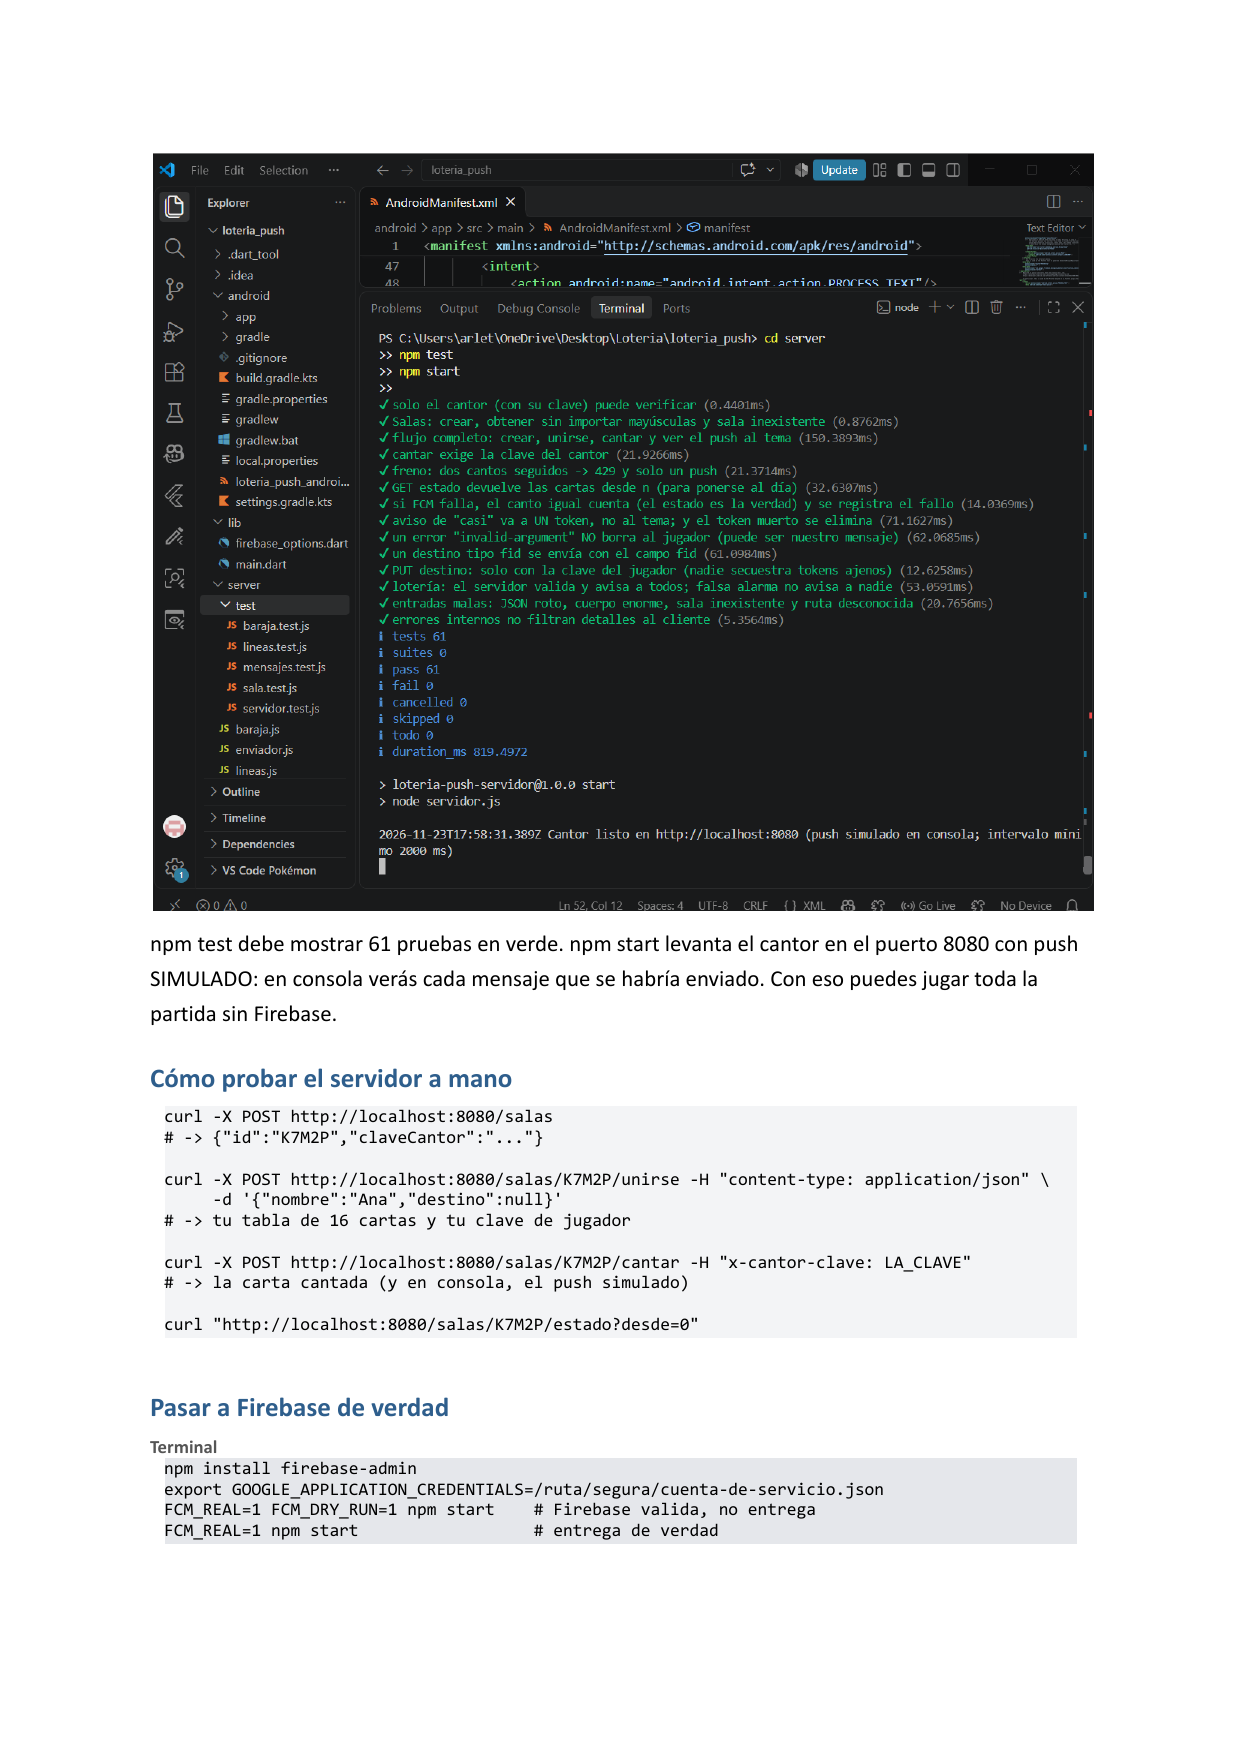 File Edit Selection ··· loteria_push Update
Explorer ···
loteria_push
.dart_tool
.idea
android
app
gradle
.gitignore
build.gradle.kts
gradle.properties
gradlew
gradlew.bat
local.properties
loteria_push_androi...
settings.gradle.kts
lib
firebase_options.dart
main.dart
server
test
JS baraja.test.js
JS lineas.test.js
JS mensajes.test.js
JS sala.test.js
JS servidor.test.js
JS baraja.js
JS enviador.js
JS lineas.js
Outline
Timeline
Dependencies
VS Code Pokémon
AndroidManifest.xml
android > app > src > main > AndroidManifest.xml > manifest Text Editor
1 <manifest xmlns:android="http://schemas.android.com/apk/res/android">
47 <intent>
48 <action android:name="android.intent.action.PROCESS_TEXT"/>
Problems Output Debug Console Terminal Ports node
PS C:\Users\arlet\OneDrive\Desktop\Loteria\loteria_push> cd server
>> npm test
>> npm start
>>
✓ solo el cantor (con su clave) puede verificar (0.4401ms)
✓ Salas: crear, obtener sin importar mayúsculas y sala inexistente (0.8762ms)
✓ flujo completo: crear, unirse, cantar y ver el push al tema (150.3893ms)
✓ cantar exige la clave del cantor (21.9266ms)
✓ freno: dos cantos seguidos -> 429 y solo un push (21.3714ms)
✓ GET estado devuelve las cartas desde n (para ponerse al día) (32.6307ms)
✓ si FCM falla, el canto igual cuenta (el estado es la verdad) y se registra el fallo (14.0369ms)
✓ aviso de "casi" va a UN token, no al tema; y el token muerto se elimina (71.1627ms)
✓ un error "invalid-argument" NO borra al jugador (puede ser nuestro mensaje) (62.0685ms)
✓ un destino tipo fid se envía con el campo fid (61.0984ms)
✓ PUT destino: solo con la clave del jugador (nadie secuestra tokens ajenos) (12.6258ms)
✓ lotería: el servidor valida y avisa a todos; falsa alarma no avisa a nadie (53.0591ms)
✓ entradas malas: JSON roto, cuerpo enorme, sala inexistente y ruta desconocida (20.7656ms)
✓ errores internos no filtran detalles al cliente (5.3564ms)
i tests 61
i suites 0
i pass 61
i fail 0
i cancelled 0
i skipped 0
i todo 0
i duration_ms 819.4972
> loteria-push-servidor@1.0.0 start
> node servidor.js
2026-11-23T17:58:31.389Z Cantor listo en http://localhost:8080 (push simulado en consola; intervalo míni
mo 2000 ms)
0 0 Ln 52, Col 12 Spaces: 4 UTF-8 CRLF {} XML Go Live No Device
1
npm test debe mostrar 61 pruebas en verde. npm start levanta el cantor en el puerto 8080 con push
SIMULADO: en consola verás cada mensaje que se habría enviado. Con eso puedes jugar toda la
partida sin Firebase.
Cómo probar el servidor a mano
curl -X POST http://localhost:8080/salas
# -> {"id":"K7M2P","claveCantor":"..."}
curl -X POST http://localhost:8080/salas/K7M2P/unirse -H "content-type: application/json" \
-d '{"nombre":"Ana","destino":null}'
# -> tu tabla de 16 cartas y tu clave de jugador
curl -X POST http://localhost:8080/salas/K7M2P/cantar -H "x-cantor-clave: LA_CLAVE"
# -> la carta cantada (y en consola, el push simulado)
curl "http://localhost:8080/salas/K7M2P/estado?desde=0"
Pasar a Firebase de verdad
Terminal
npm install firebase-admin
export GOOGLE_APPLICATION_CREDENTIALS=/ruta/segura/cuenta-de-servicio.json
FCM_REAL=1 FCM_DRY_RUN=1 npm start # Firebase valida, no entrega
FCM_REAL=1 npm start # entrega de verdad